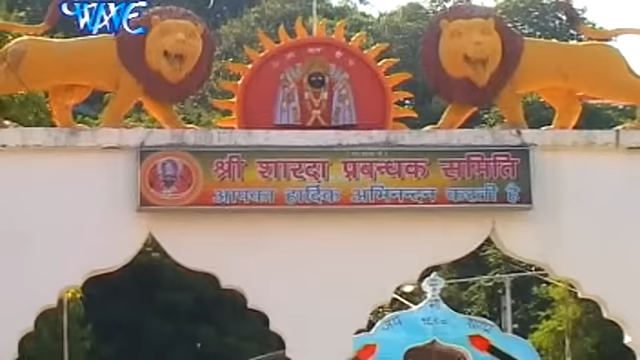 WAVE
श्री शारदा प्रबन्धक समिति
आपका हार्दिक अभिनन्दन करती है